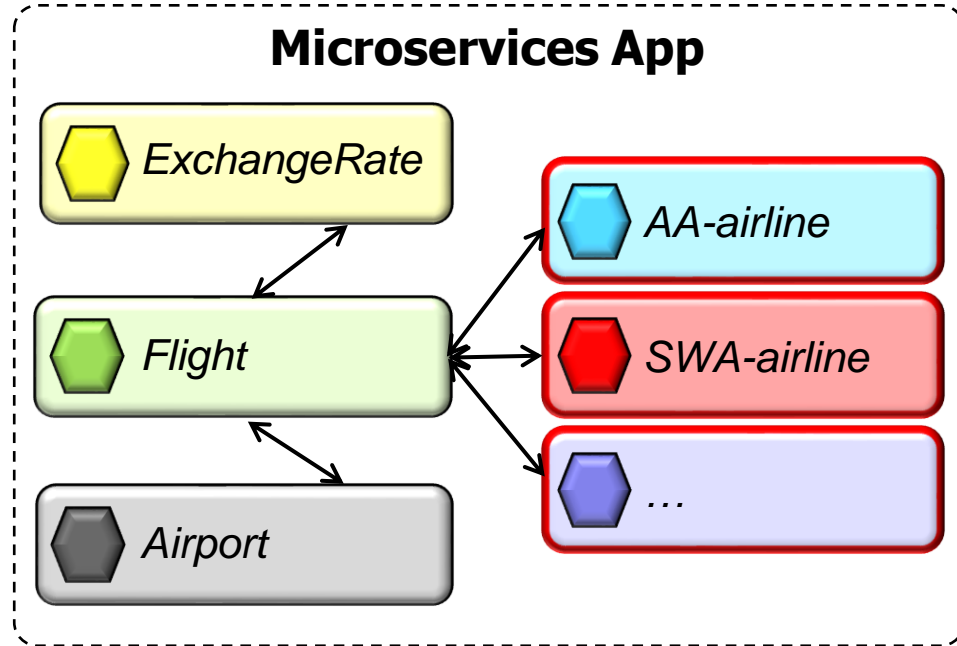 Microservices App
ExchangeRate
AA-airline
Flight
SWA-airline
…
Airport